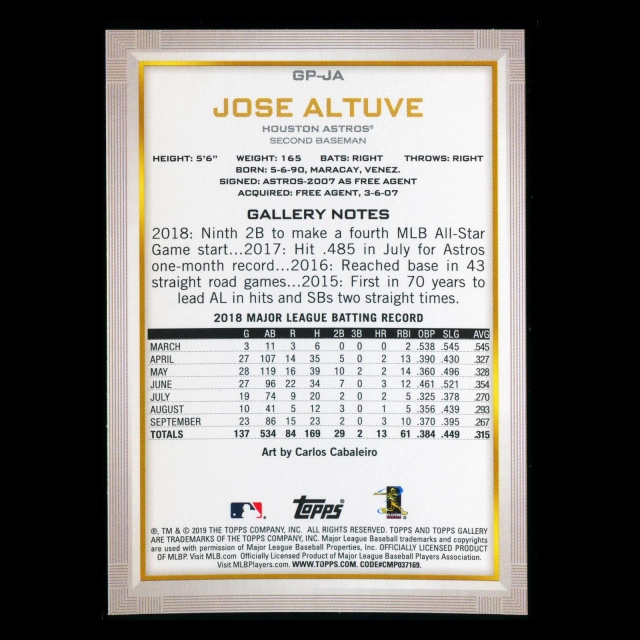 GP-JA
JOSE ALTUVE
HOUSTON ASTROS®
SECOND BASEMAN
HEIGHT: 5'6" WEIGHT: 165 BATS: RIGHT THROWS: RIGHT
BORN: 5-6-90, MARACAY, VENEZ.
SIGNED: ASTROS-2007 AS FREE AGENT
ACQUIRED: FREE AGENT, 3-6-07
GALLERY NOTES
2018: Ninth 2B to make a fourth MLB All-Star
Game start...2017: Hit .485 in July for Astros
one-month record...2016: Reached base in 43
straight road games...2015: First in 70 years to
lead AL in hits and SBs two straight times.
2018 MAJOR LEAGUE BATTING RECORD
G AB R H 2B 3B HR RBI OBP SLG AVG
MARCH 3 11 3 6 0 0 0 2 .538 .545 .545
APRIL 27 107 14 35 5 0 2 13 .390 .430 .327
MAY 28 119 16 39 10 2 2 14 .360 .496 .328
JUNE 27 96 22 34 7 0 3 12 .461 .521 .354
JULY 19 74 9 20 2 0 2 5 .325 .378 .270
AUGUST 10 41 5 12 3 0 1 5 .356 .439 .293
SEPTEMBER 23 86 15 23 2 0 3 10 .370 .395 .267
TOTALS 137 534 84 169 29 2 13 61 .384 .449 .315
Art by Carlos Cabaleiro
Topps®
®, TM & © 2019 THE TOPPS COMPANY, INC. ALL RIGHTS RESERVED. TOPPS AND TOPPS GALLERY
ARE TRADEMARKS OF THE TOPPS COMPANY, INC. Major League Baseball trademarks and copyrights
are used with permission of Major League Baseball Properties, Inc. OFFICIALLY LICENSED PRODUCT
OF MLBP. Visit MLB.com Officially Licensed Product of Major League Baseball Players Association.
Visit MLBPlayers.com. WWW.TOPPS.COM. CODE#CMP037169.